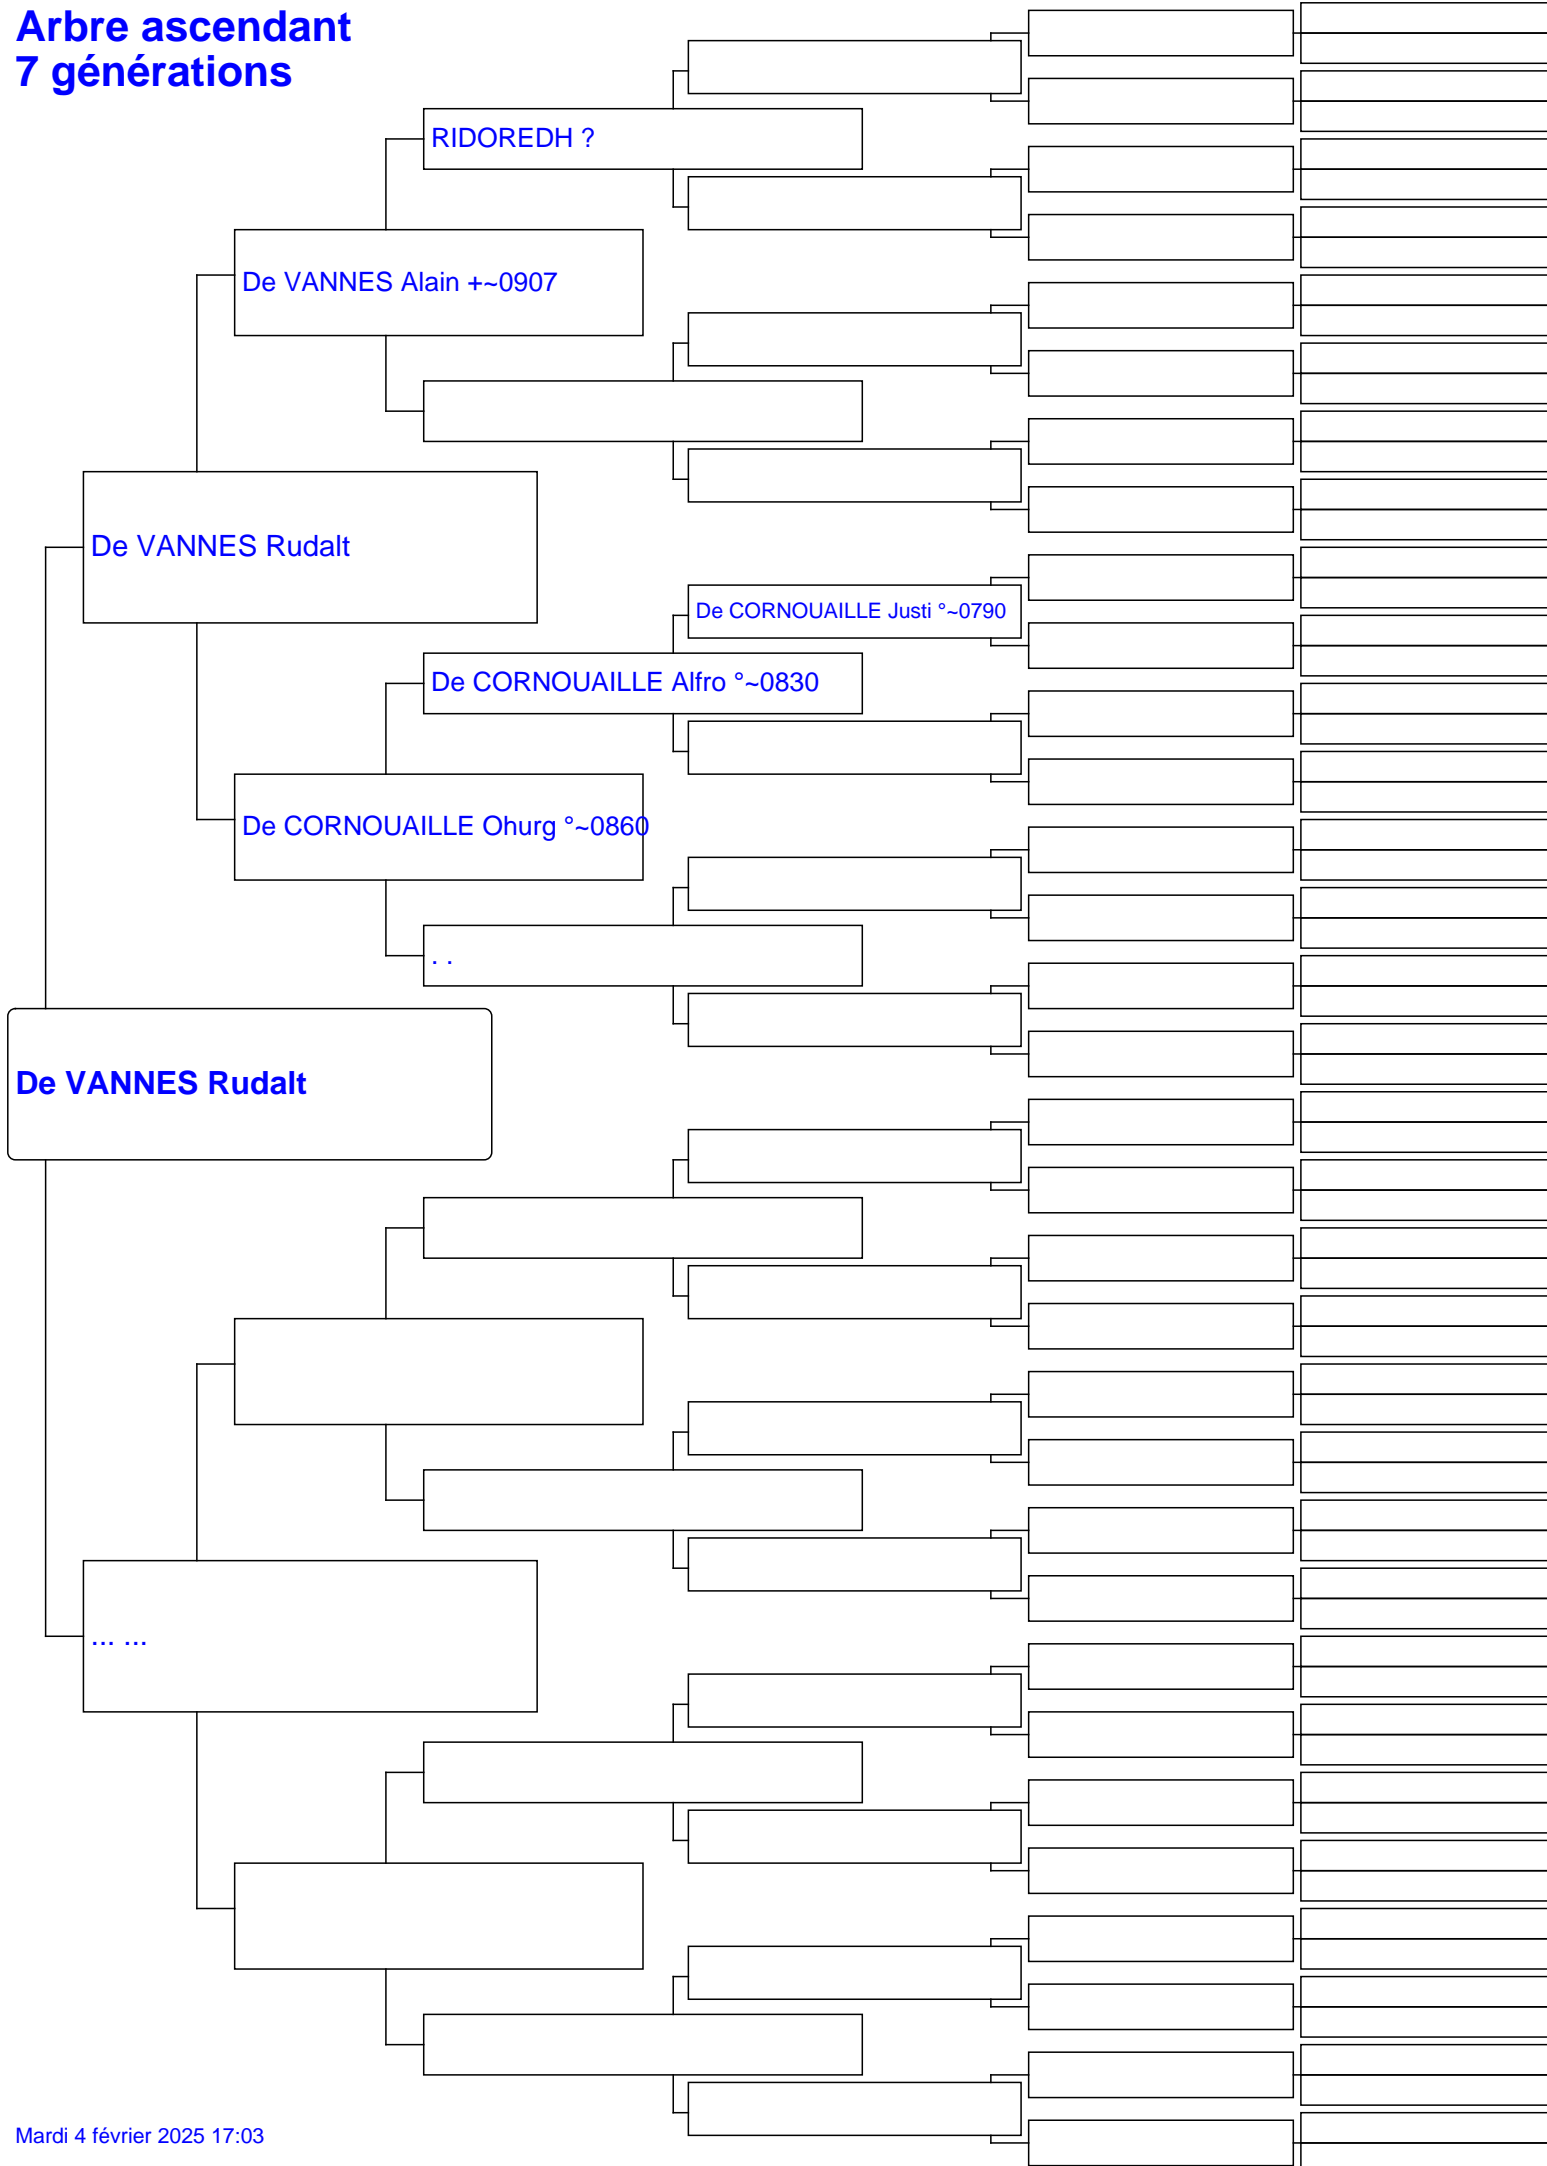 Arbre ascendant
7 générations
RIDOREDH ?
De VANNES Alain +~0907
De VANNES Rudalt
De CORNOUAILLE Justi °~0790
De CORNOUAILLE Alfro °~0830
De CORNOUAILLE Ohurg °~0860
. .
De VANNES Rudalt
... ...
Mardi 4 février 2025 17:03